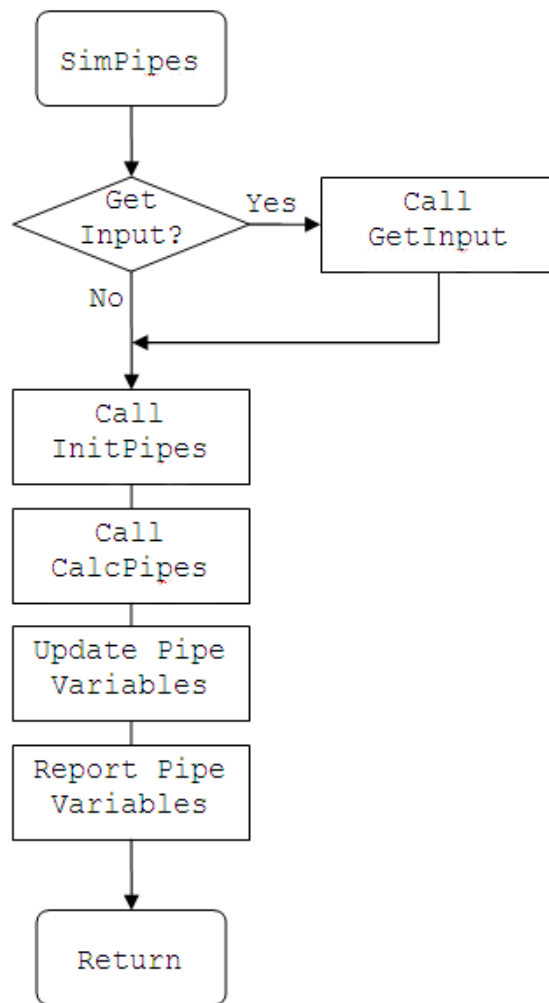 SimPipes
Get
Input?
Yes
Call
GetInput
No
Call
InitPipes
Call
CalcPipes
Update Pipe
Variables
Report Pipe
Variables
Return